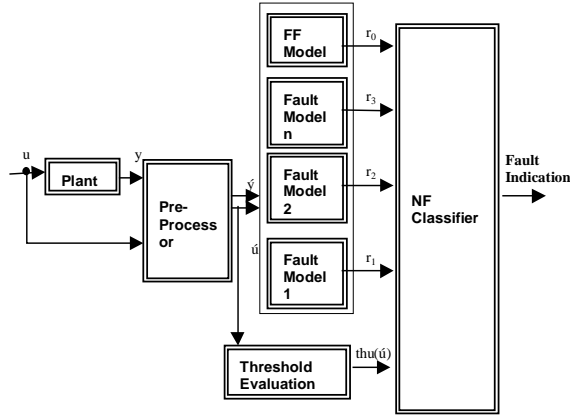 FF
Model
r0
Fault
Model
n
r3
u
y
Plant
Pre-
Process
or
ý
ú
Fault
Model
2
r2
Fault
Model
1
r1
NF
Classifier
Fault
Indication
Threshold
Evaluation
thu(ú)